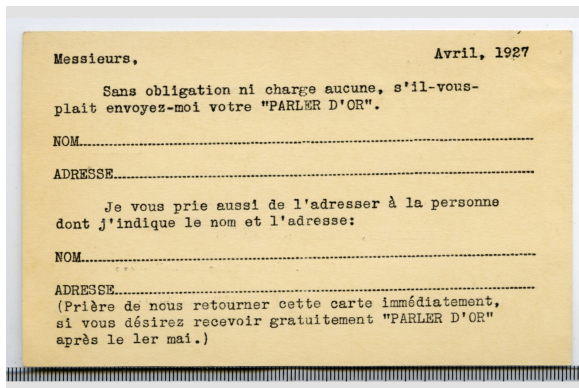 Messieurs, Avril, 1927
Sans obligation ni charge aucune, s'il-vous-
plait envoyez-moi votre "PARLER D'OR".
NOM
ADRESSE
Je vous prie aussi de l'adresser à la personne
dont j'indique le nom et l'adresse:
NOM
ADRESSE
(Prière de nous retourner cette carte immédiatement,
si vous désirez recevoir gratuitement "PARLER D'OR"
après le 1er mai.)